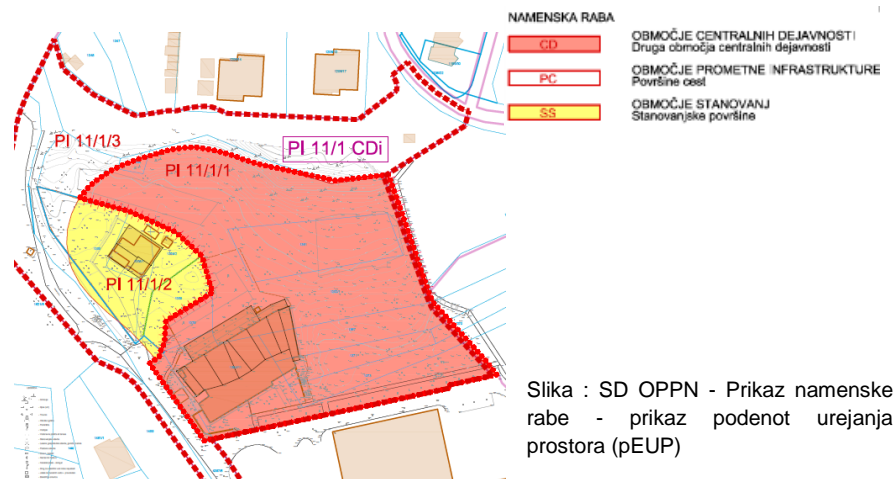 NAMENSKA RABA
CD
OBMOČJE CENTRALNIH DEJAVNOSTI
Druga območja centralnih dejavnosti
PC
OBMOČJE PROMETNE INFRASTRUKTURE
Površine cest
SS
OBMOČJE STANOVANJ
Stanovanjske površine
PI 11/1/3
PI 11/1 CDi
PI 11/1/1
PI 11/1/2
Slika : SD OPPN - Prikaz namenske
rabe - prikaz podenot urejanja
prostora (pEUP)